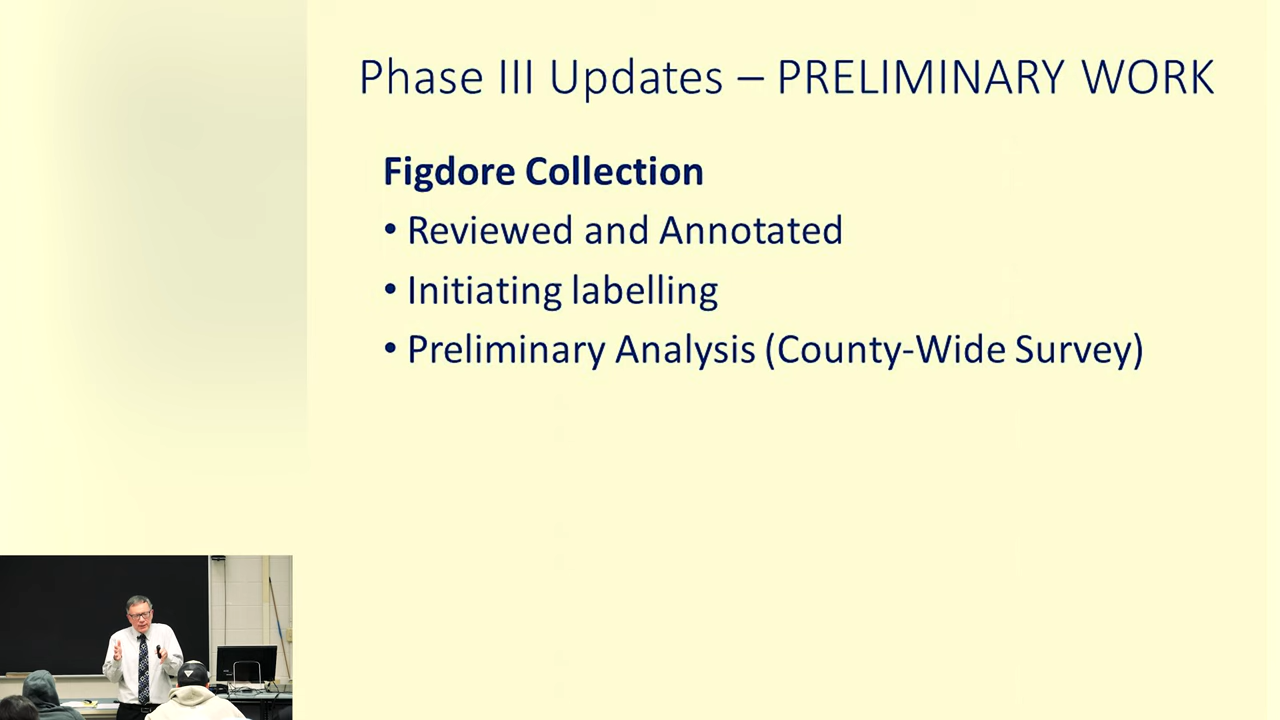 Phase III Updates – PRELIMINARY WORK
Figdore Collection
• Reviewed and Annotated
• Initiating labelling
• Preliminary Analysis (County-Wide Survey)